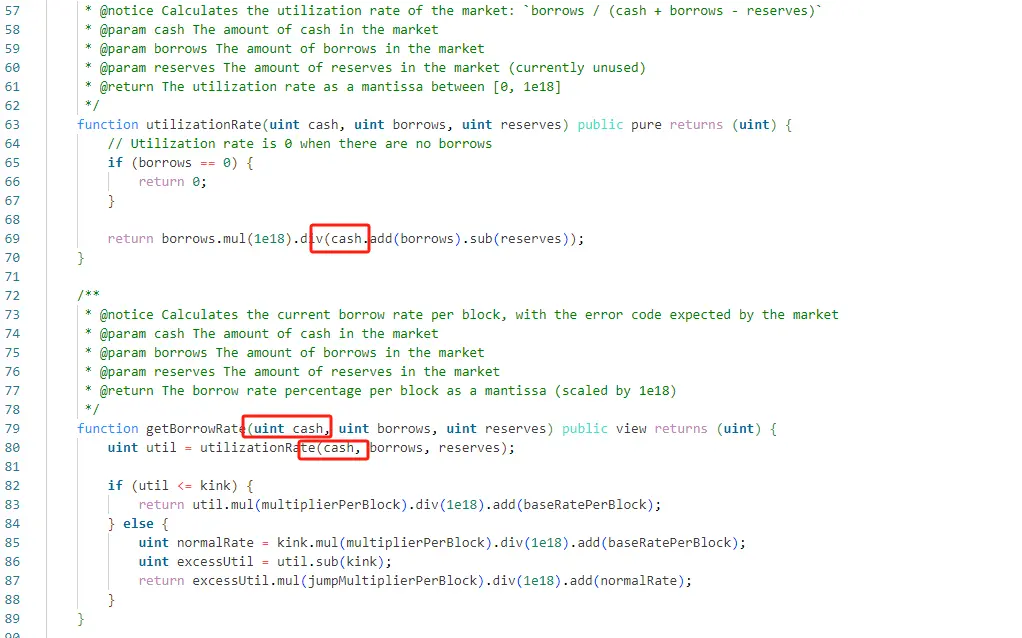 57 * @notice Calculates the utilization rate of the market: `borrows / (cash + borrows - reserves)`
58 * @param cash The amount of cash in the market
59 * @param borrows The amount of borrows in the market
60 * @param reserves The amount of reserves in the market (currently unused)
61 * @return The utilization rate as a mantissa between [0, 1e18]
62 */
63 function utilizationRate(uint cash, uint borrows, uint reserves) public pure returns (uint) {
64 // Utilization rate is 0 when there are no borrows
65 if (borrows == 0) {
66 return 0;
67 }
68
69 return borrows.mul(1e18).div(cash.add(borrows).sub(reserves));
70 }
71
72 /**
73 * @notice Calculates the current borrow rate per block, with the error code expected by the market
74 * @param cash The amount of cash in the market
75 * @param borrows The amount of borrows in the market
76 * @param reserves The amount of reserves in the market
77 * @return The borrow rate percentage per block as a mantissa (scaled by 1e18)
78 */
79 function getBorrowRate(uint cash, uint borrows, uint reserves) public view returns (uint) {
80 uint util = utilizationRate(cash, borrows, reserves);
81
82 if (util <= kink) {
83 return util.mul(multiplierPerBlock).div(1e18).add(baseRatePerBlock);
84 } else {
85 uint normalRate = kink.mul(multiplierPerBlock).div(1e18).add(baseRatePerBlock);
86 uint excessUtil = util.sub(kink);
87 return excessUtil.mul(jumpMultiplierPerBlock).div(1e18).add(normalRate);
88 }
89 }
90